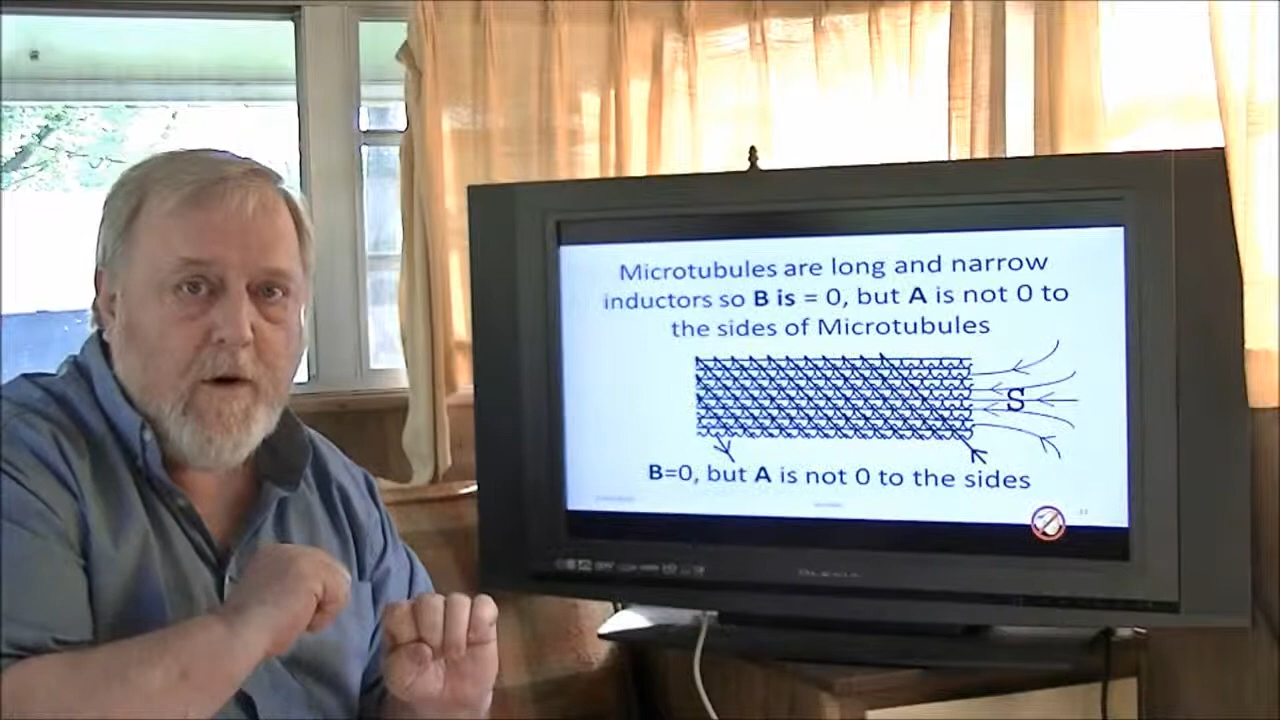 Microtubules are long and narrow
inductors so B is = 0, but A is not 0 to
the sides of Microtubules
S
B=0, but A is not 0 to the sides